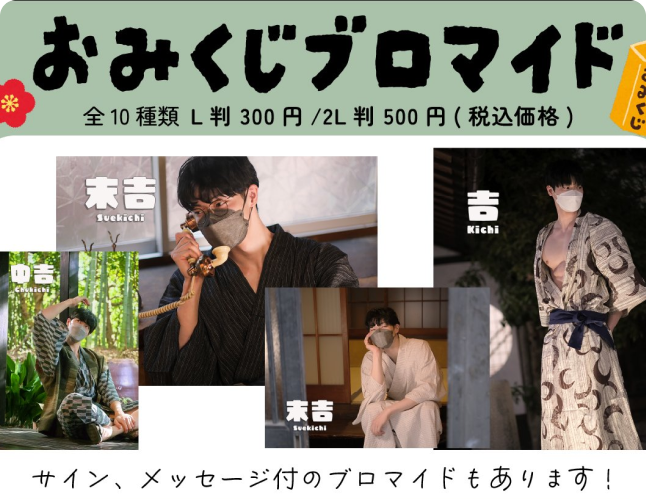 おみくじブロマイド
おみくじ
全10種類 L判 300円/2L判 500円(税込価格)
末吉
Suekichi
吉
Kichi
中吉
Chukichi
末吉
Suekichi
サイン、メッセージ付のブロマイドもあります!